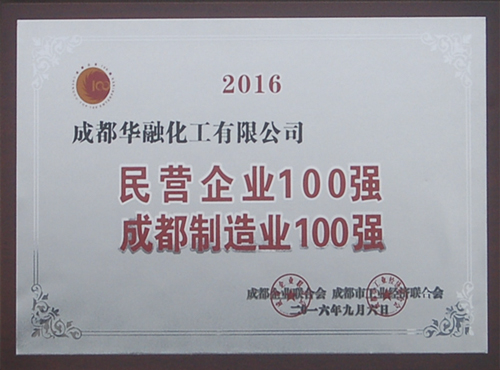 2016
成都华融化工有限公司
民营企业100强
成都制造业100强
成都企业联合会 成都市工业经济联合会
二〇一六年九月六日